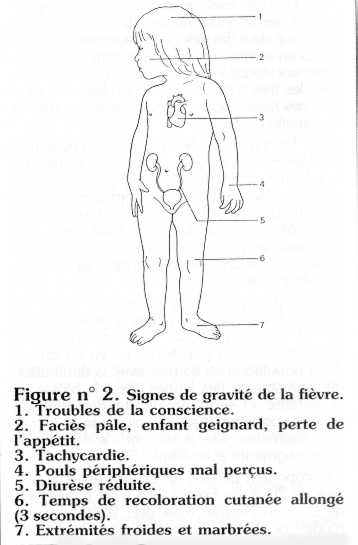 1
2
3
4
5
6
7
Figure n° 2. Signes de gravité de la fièvre.
1. Troubles de la conscience.
2. Faciès pâle, enfant geignard, perte de
l'appétit.
3. Tachycardie.
4. Pouls périphériques mal perçus.
5. Diurèse réduite.
6. Temps de recoloration cutanée allongé
(3 secondes).
7. Extrémités froides et marbrées.